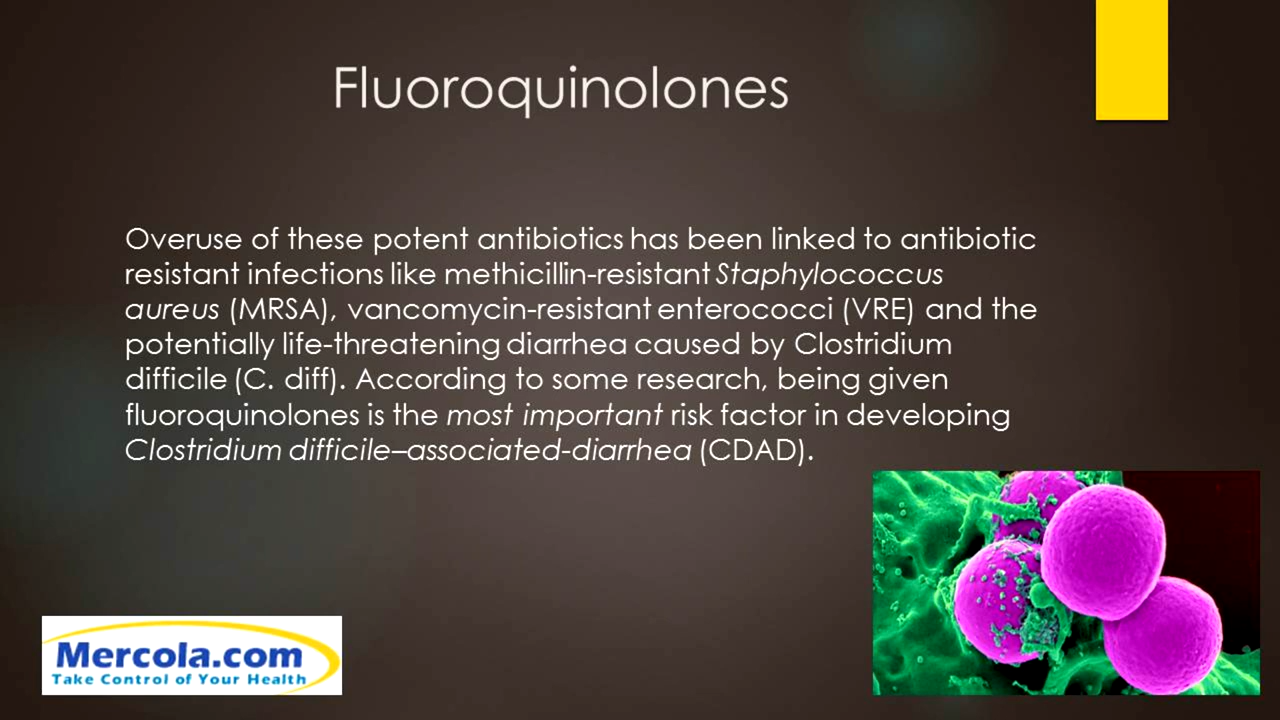 Fluoroquinolones
Overuse of these potent antibiotics has been linked to antibiotic
resistant infections like methicillin-resistant Staphylococcus
aureus (MRSA), vancomycin-resistant enterococci (VRE) and the
potentially life-threatening diarrhea caused by Clostridium
difficile (C. diff). According to some research, being given
fluoroquinolones is the most important risk factor in developing
Clostridium difficile–associated-diarrhea (CDAD).
Mercola.com
Take Control of Your Health